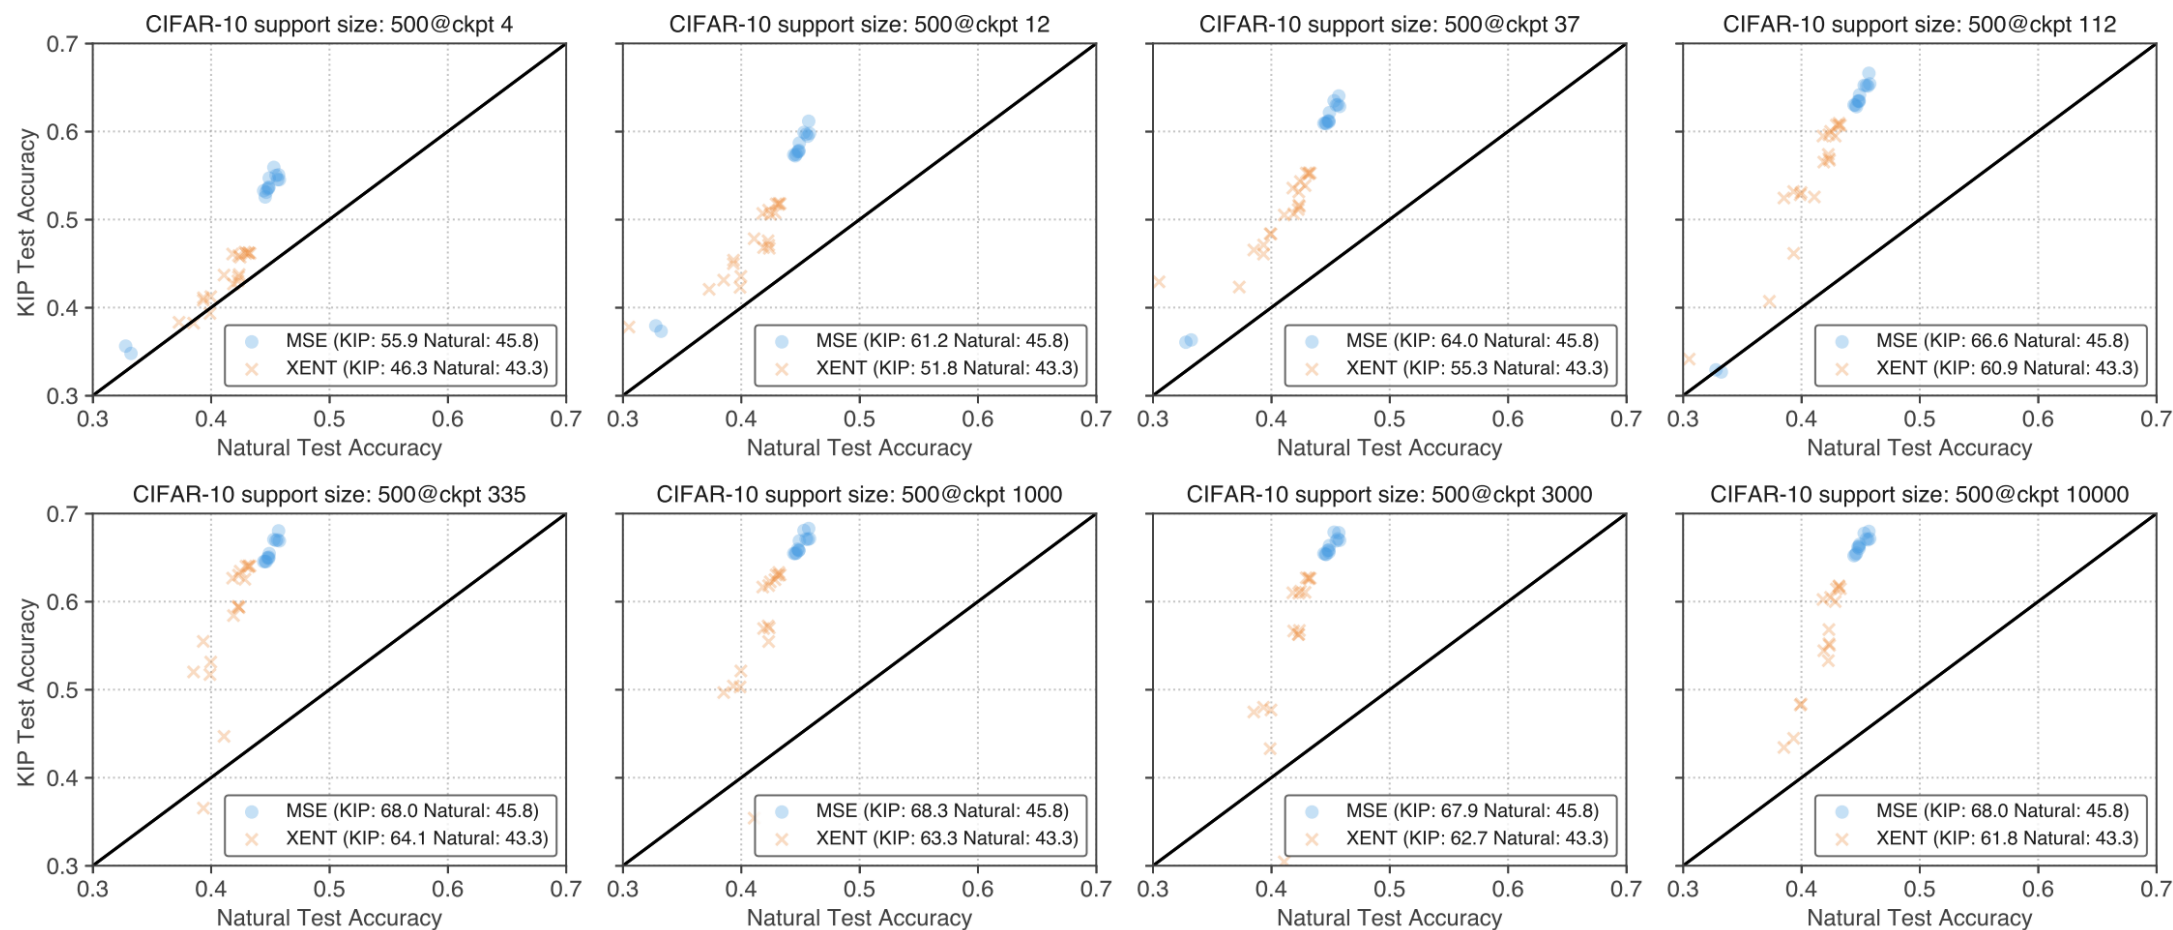 CIFAR-10 support size: 500@ckpt 4
CIFAR-10 support size: 500@ckpt 12
CIFAR-10 support size: 500@ckpt 37
CIFAR-10 support size: 500@ckpt 112
KIP Test Accuracy
0.7
0.6
0.5
0.4
0.3
MSE (KIP: 55.9 Natural: 45.8)
XENT (KIP: 46.3 Natural: 43.3)
MSE (KIP: 61.2 Natural: 45.8)
XENT (KIP: 51.8 Natural: 43.3)
MSE (KIP: 64.0 Natural: 45.8)
XENT (KIP: 55.3 Natural: 43.3)
MSE (KIP: 66.6 Natural: 45.8)
XENT (KIP: 60.9 Natural: 43.3)
0.3 0.4 0.5 0.6 0.7
0.3 0.4 0.5 0.6 0.7
0.3 0.4 0.5 0.6 0.7
0.3 0.4 0.5 0.6 0.7
Natural Test Accuracy
Natural Test Accuracy
Natural Test Accuracy
Natural Test Accuracy
CIFAR-10 support size: 500@ckpt 335
CIFAR-10 support size: 500@ckpt 1000
CIFAR-10 support size: 500@ckpt 3000
CIFAR-10 support size: 500@ckpt 10000
KIP Test Accuracy
0.7
0.6
0.5
0.4
0.3
MSE (KIP: 68.0 Natural: 45.8)
XENT (KIP: 64.1 Natural: 43.3)
MSE (KIP: 68.3 Natural: 45.8)
XENT (KIP: 63.3 Natural: 43.3)
MSE (KIP: 67.9 Natural: 45.8)
XENT (KIP: 62.7 Natural: 43.3)
MSE (KIP: 68.0 Natural: 45.8)
XENT (KIP: 61.8 Natural: 43.3)
0.3 0.4 0.5 0.6 0.7
0.3 0.4 0.5 0.6 0.7
0.3 0.4 0.5 0.6 0.7
0.3 0.4 0.5 0.6 0.7
Natural Test Accuracy
Natural Test Accuracy
Natural Test Accuracy
Natural Test Accuracy